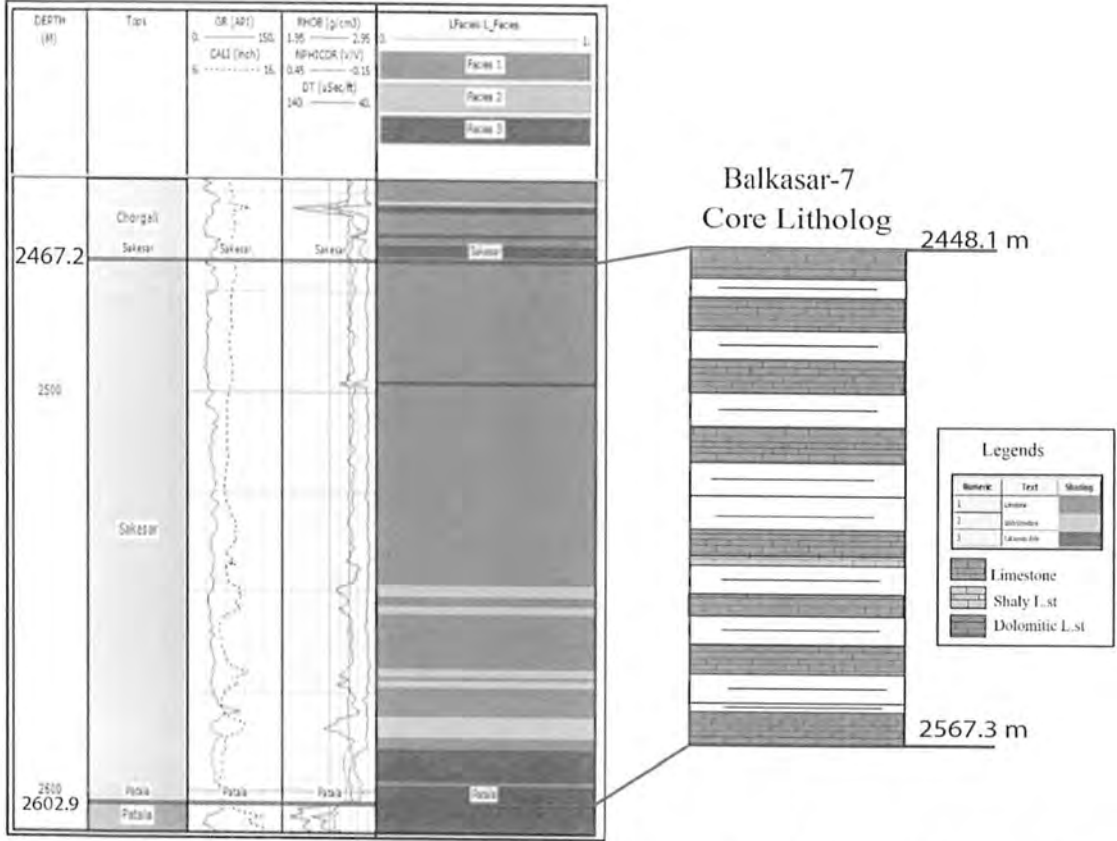 DEPTH
(M)
Tops
GR (API)
0. 150.
CALI (Inch)
6. 16.
RHOB (g/cm3)
1.95 2.95
NPHICOR (V/V)
0.45 -0.15
DT (uSec/ft)
140. 40.
LFacies L_Facies
0. 1.
Facies 1
Facies 2
Facies 3
Chorgali
Sakesar Sakesar Sakesar Sakesar
2467.2
2500
Sakesar
2600
Patala Patala Patala Patala
2602.9
Patala
Balkasar-7
Core Litholog
2448.1 m
2567.3 m
Legends
Numeric Text Shading
1 Limestone
2
3
Limestone
Shaly L.st
Dolomitic L.st